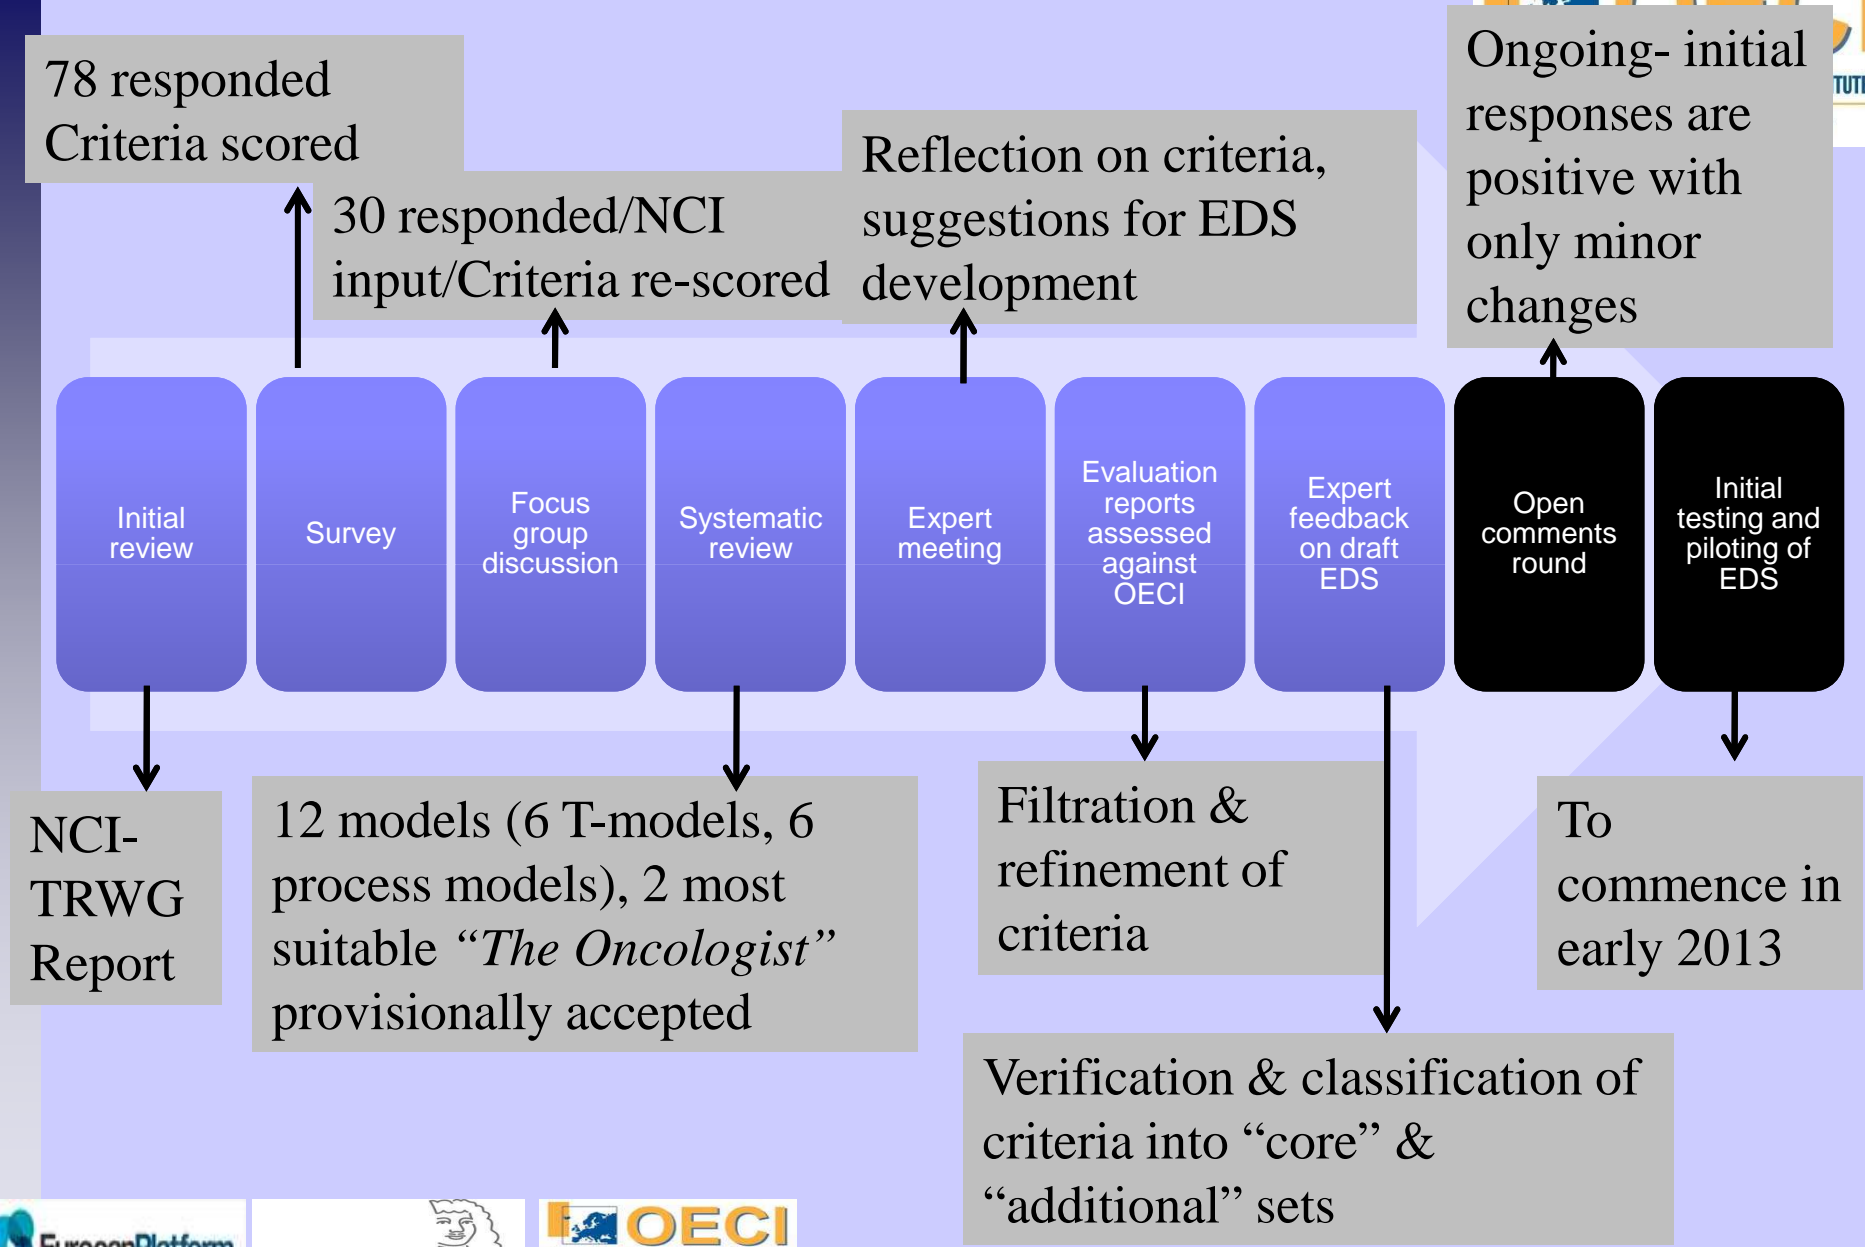 78 responded
Criteria scored
30 responded/NCI
input/Criteria re-scored
Reflection on criteria,
suggestions for EDS
development
Ongoing- initial
responses are
positive with
only minor
changes
Initial
review
Survey
Focus
group
discussion
Systematic
review
Expert
meeting
Evaluation
reports
assessed
against
OECI
Expert
feedback
on draft
EDS
Open
comments
round
Initial
testing and
piloting of
EDS
NCI-
TRWG
Report
12 models (6 T-models, 6
process models), 2 most
suitable “The Oncologist”
provisionally accepted
Filtration &
refinement of
criteria
To
commence in
early 2013
Verification & classification of
criteria into “core” &
“additional” sets
EuropanPlatform
OECI